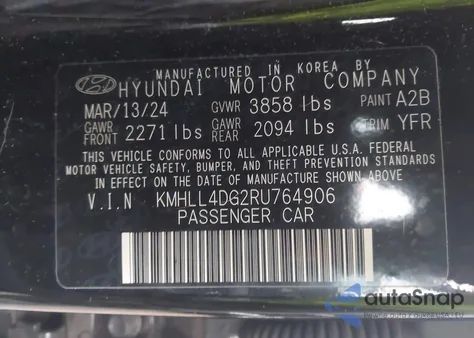 MANUFACTURED IN KOREA BY
HYUNDAI MOTOR COMPANY
MAR/13/24 GVWR 3858 lbs PAINT A2B
GAWR FRONT 2271 lbs GAWR REAR 2094 lbs TRIM YFR
THIS VEHICLE CONFORMS TO ALL APPLICABLE U.S.A. FEDERAL
MOTOR VEHICLE SAFETY, BUMPER, AND THEFT PREVENTION STANDARDS
IN EFFECT ON THE DATE OF MANUFACTURE SHOWN ABOVE.
V.I.N KMHLL4DG2RU764906
PASSENGER CAR
autoSnap